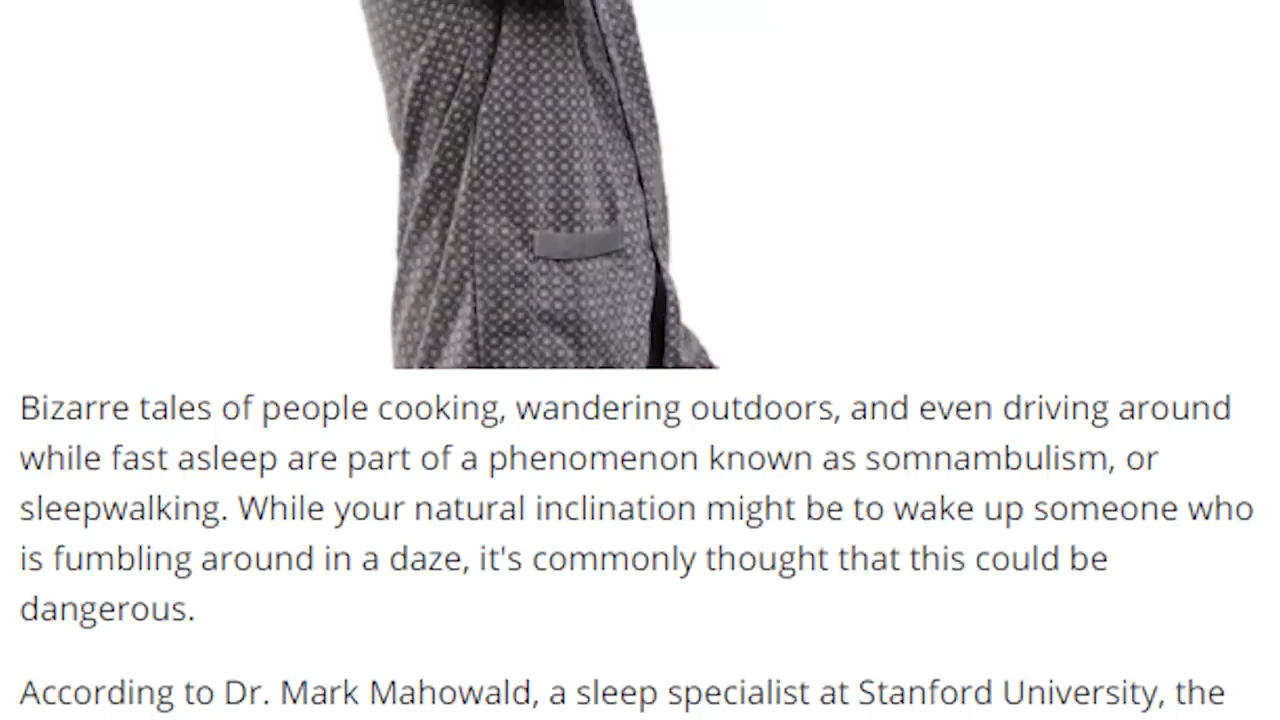 Bizarre tales of people cooking, wandering outdoors, and even driving around
while fast asleep are part of a phenomenon known as somnambulism, or
sleepwalking. While your natural inclination might be to wake up someone who
is fumbling around in a daze, it's commonly thought that this could be
dangerous.
According to Dr. Mark Mahowald, a sleep specialist at Stanford University, the